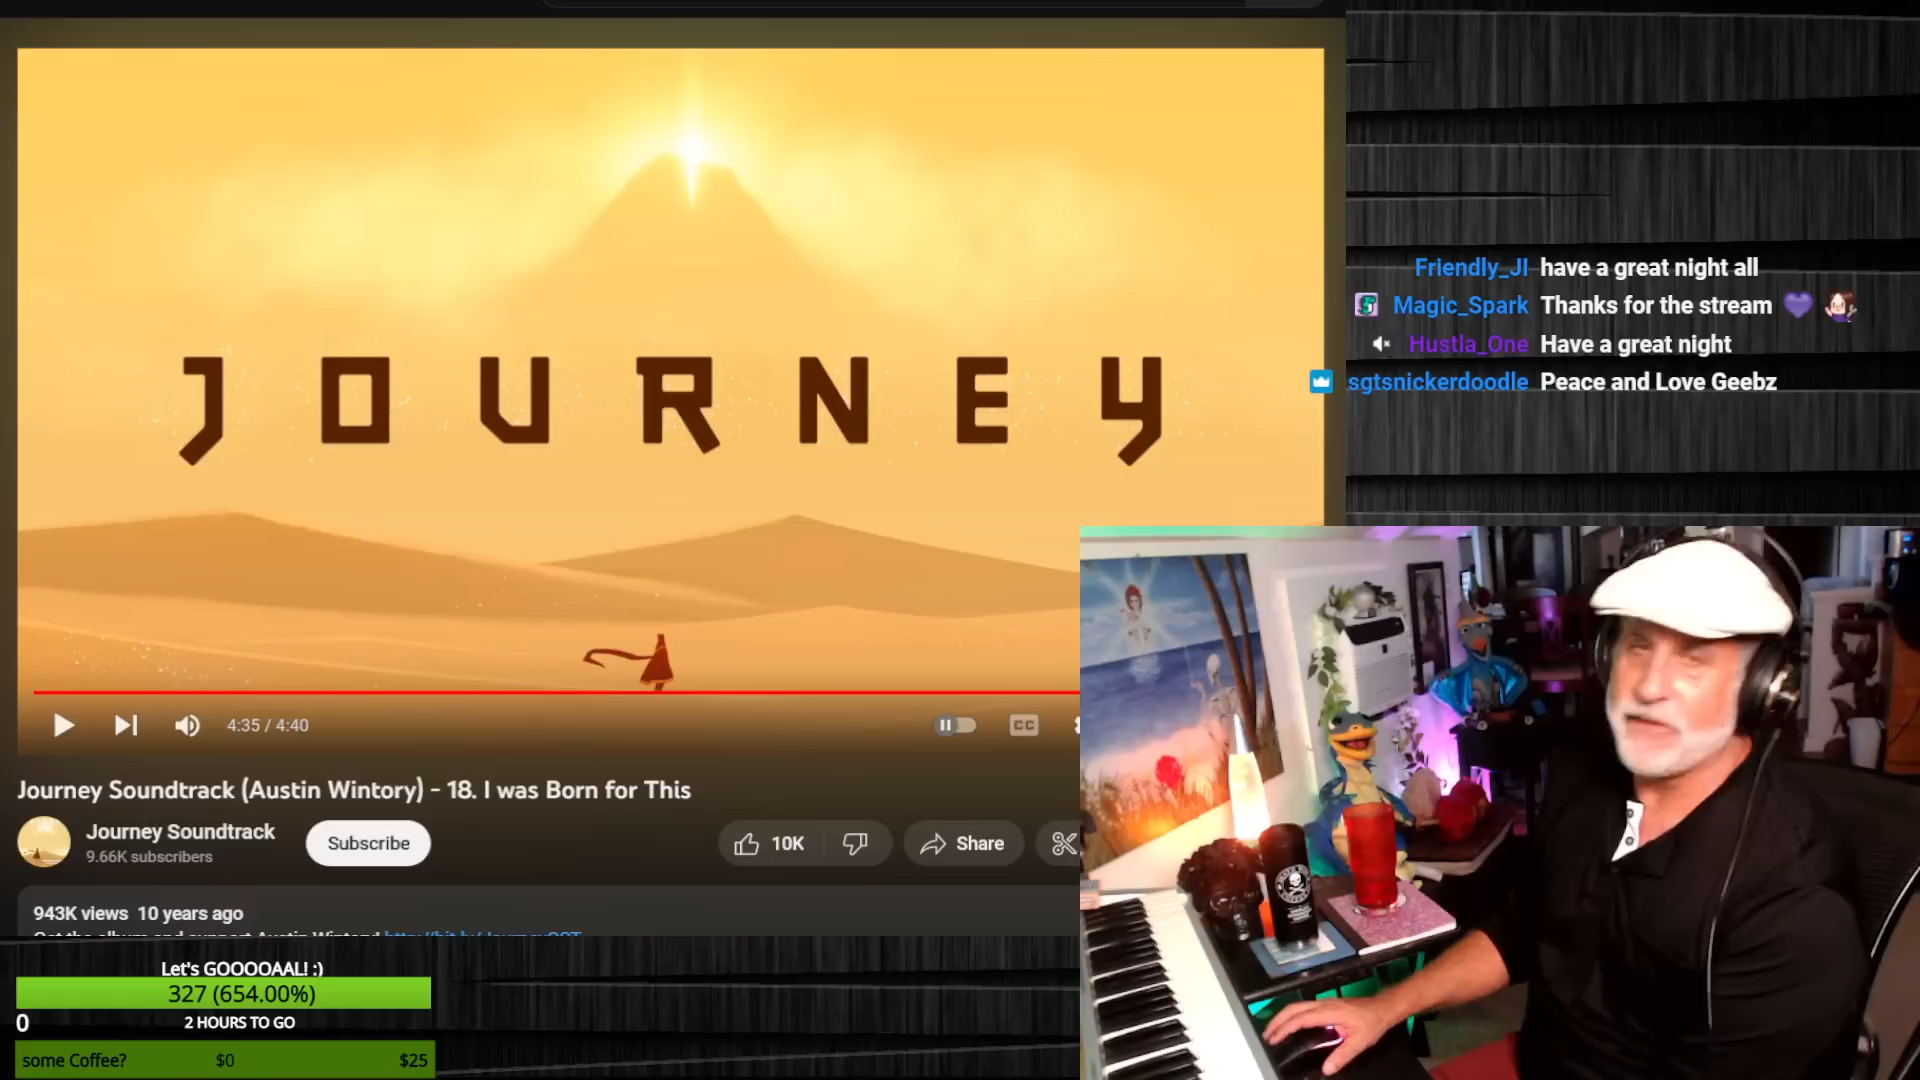 JOURNEY
4:35 / 4:40
CC
Journey Soundtrack (Austin Wintory) - 18. I was Born for This
Journey Soundtrack
9.66K subscribers
Subscribe
10K
Share
943K views 10 years ago
Let's GOOOOAAL! :)
327 (654.00%)
0
2 HOURS TO GO
some Coffee? $0 $25
Friendly_JI have a great night all
Magic_Spark Thanks for the stream
Hustla_One Have a great night
sgtsnickerdoodle Peace and Love Geebz